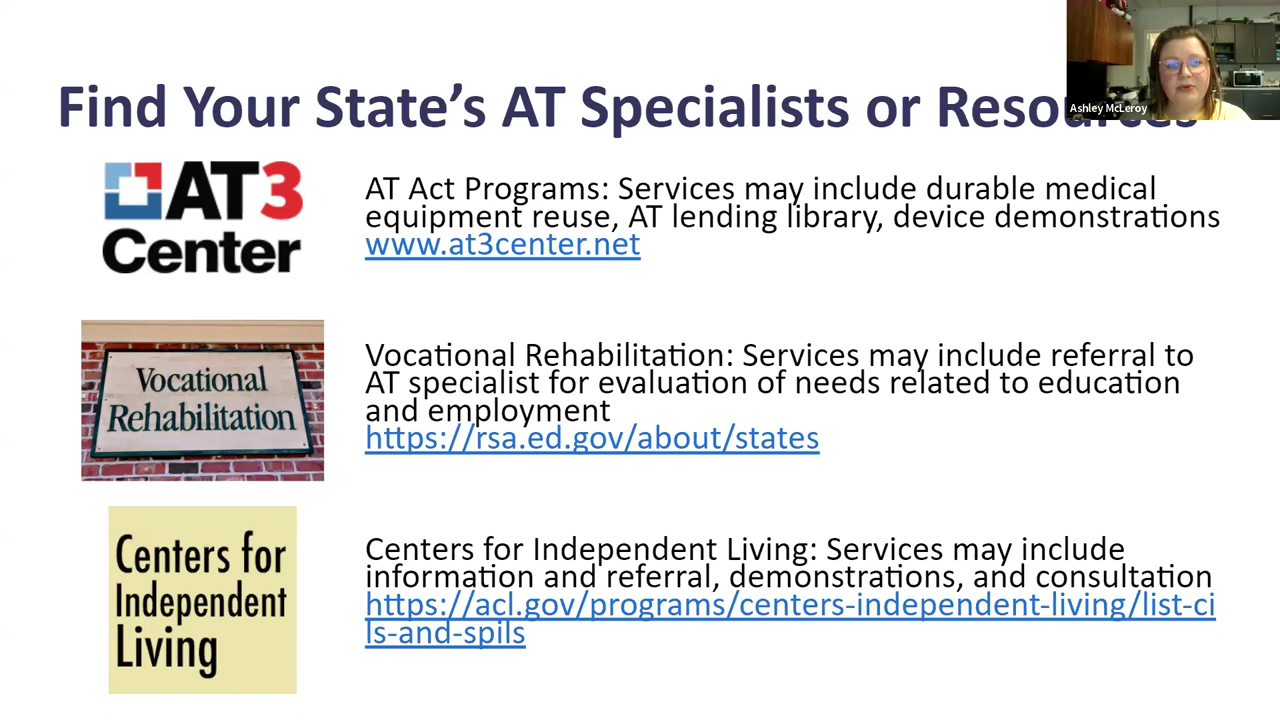 Find Your State's AT Specialists or Resources
Ashley McLeroy
AT3
Center
AT Act Programs: Services may include durable medical
equipment reuse, AT lending library, device demonstrations
www.at3center.net
Vocational
Rehabilitation
Vocational Rehabilitation: Services may include referral to
AT specialist for evaluation of needs related to education
and employment
https://rsa.ed.gov/about/states
Centers for
Independent
Living
Centers for Independent Living: Services may include
information and referral, demonstrations, and consultation
https://acl.gov/programs/centers-independent-living/list-ci
ls-and-spils